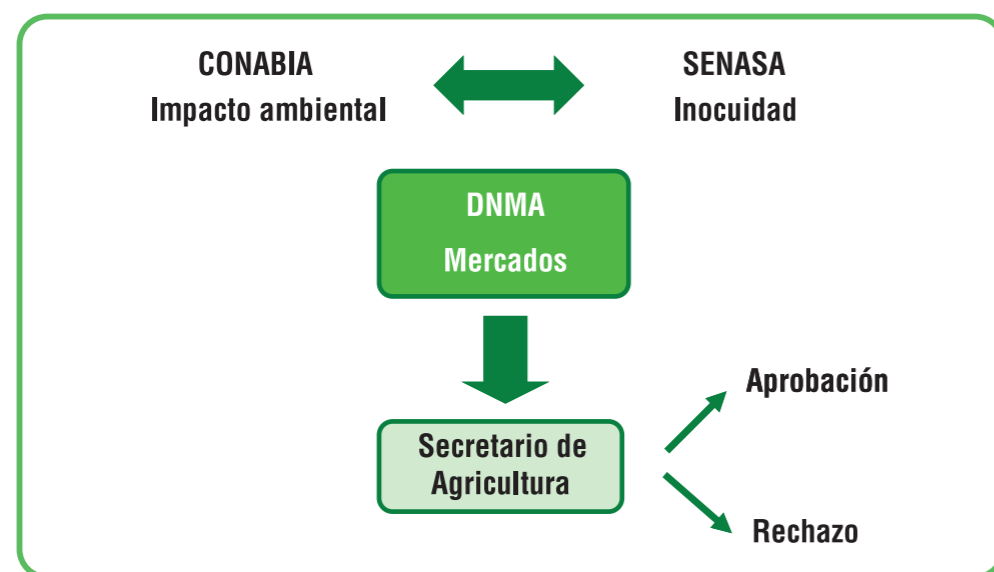 CONABIA
Impacto ambiental
SENASA
Inocuidad
DNMA
Mercados
Secretario de
Agricultura
Aprobación
Rechazo